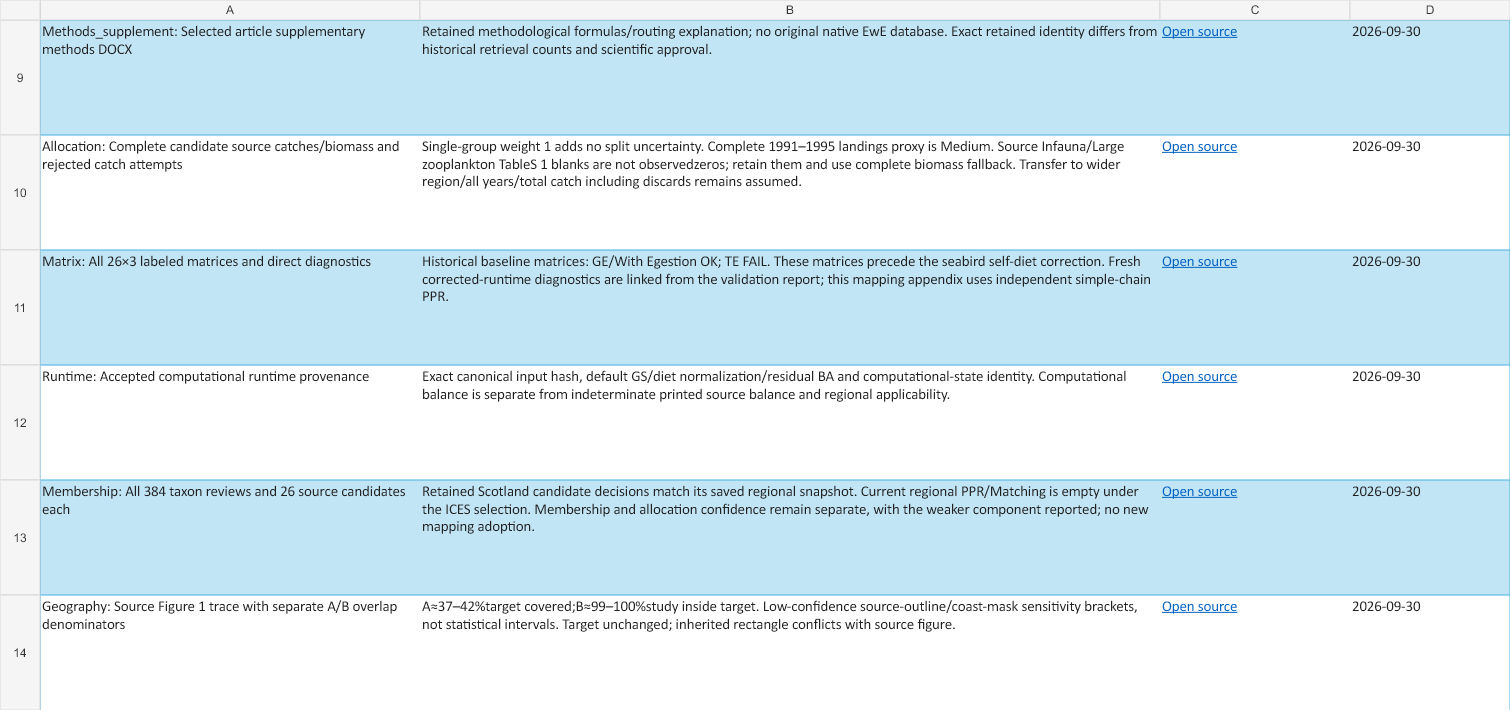 A B C D
9 Methods_supplement: Selected article supplementary Retained methodological formulas/routing explanation; no original native EwE database. Exact retained identity differs from Open source 2026-09-30
methods DOCX historical retrieval counts and scientific approval.
10 Allocation: Complete candidate source catches/biomass and Single-group weight 1 adds no split uncertainty. Complete 1991–1995 landings proxy is Medium. Source Infauna/Large Open source 2026-09-30
rejected catch attempts zooplankton TableS 1 blanks are not observedzeros; retain them and use complete biomass fallback. Transfer to wider
region/all years/total catch including discards remains assumed.
11 Matrix: All 26×3 labeled matrices and direct diagnostics Historical baseline matrices: GE/With Egestion OK; TE FAIL. These matrices precede the seabird self-diet correction. Fresh Open source 2026-09-30
corrected-runtime diagnostics are linked from the validation report; this mapping appendix uses independent simple-chain
PPR.
12 Runtime: Accepted computational runtime provenance Exact canonical input hash, default GS/diet normalization/residual BA and computational-state identity. Computational Open source 2026-09-30
balance is separate from indeterminate printed source balance and regional applicability.
13 Membership: All 384 taxon reviews and 26 source candidates Retained Scotland candidate decisions match its saved regional snapshot. Current regional PPR/Matching is empty under Open source 2026-09-30
each the ICES selection. Membership and allocation confidence remain separate, with the weaker component reported; no new
mapping adoption.
14 Geography: Source Figure 1 trace with separate A/B overlap A≈37–42%target covered;B≈99–100%study inside target. Low-confidence source-outline/coast-mask sensitivity brackets, Open source 2026-09-30
denominators not statistical intervals. Target unchanged; inherited rectangle conflicts with source figure.